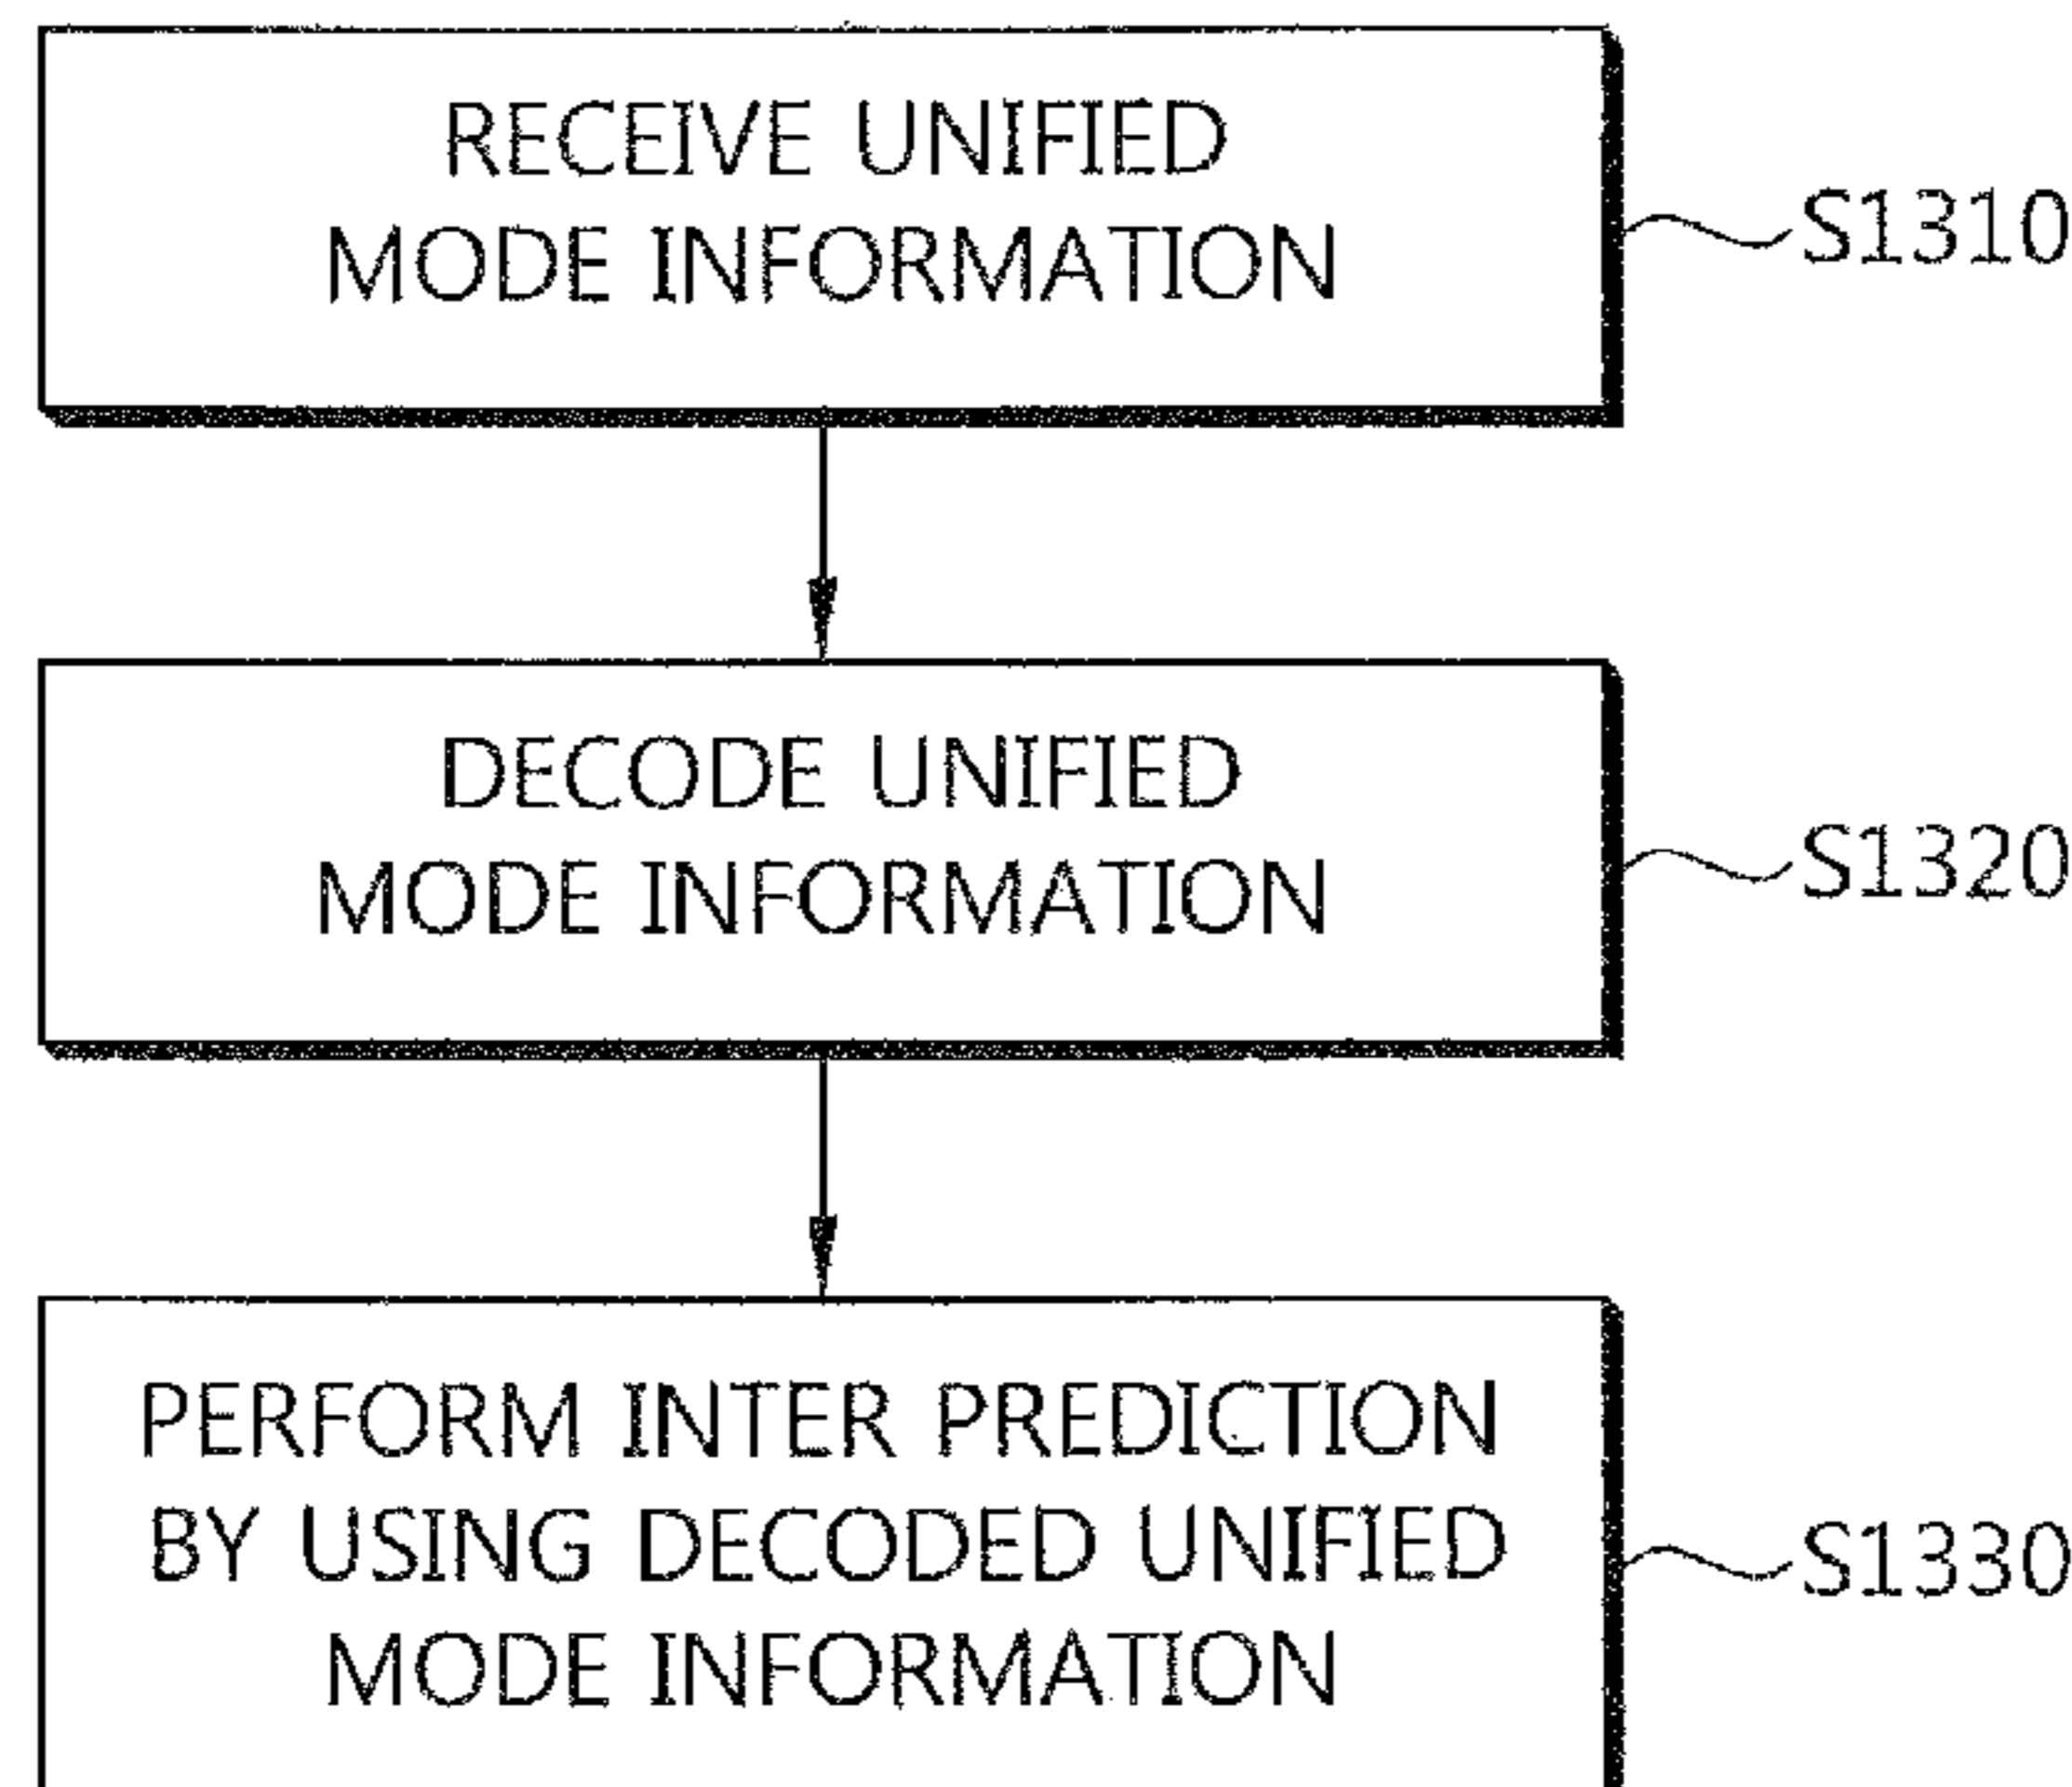 RECEIVE UNIFIED
MODE INFORMATION
S1310
DECODE UNIFIED
MODE INFORMATION
S1320
PERFORM INTER PREDICTION
BY USING DECODED UNIFIED
MODE INFORMATION
S1330